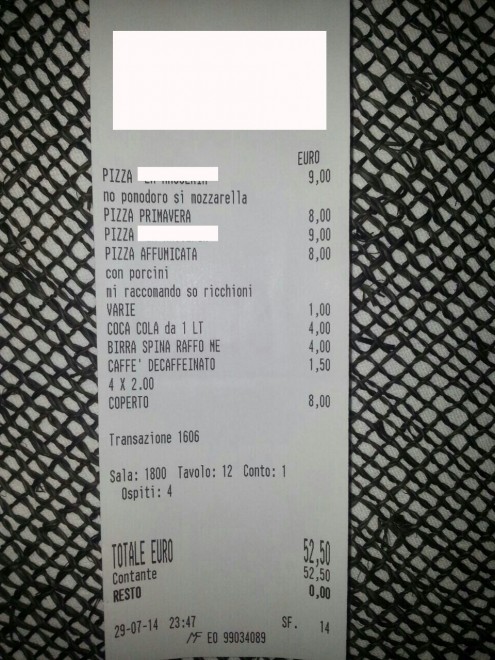 EURO
PIZZA 9,00
no pomodoro si mozzarella
PIZZA PRIMAVERA 8,00
PIZZA 9,00
PIZZA AFFUMICATA 8,00
con porcini
mi raccomando so ricchioni
VARIE 1,00
COCA COLA da 1 LT 4,00
BIRRA SPINA RAFFO ME 4,00
CAFFE' DECAFFEINATO 1,50
4 X 2.00
COPERTO 8,00
Transazione 1606
Sala: 1800 Tavolo: 12 Conto: 1
Ospiti: 4
TOTALE EURO 52,50
Contante 52,50
RESTO 0,00
29-07-14 23:47 SF. 14
MF ED 99034089